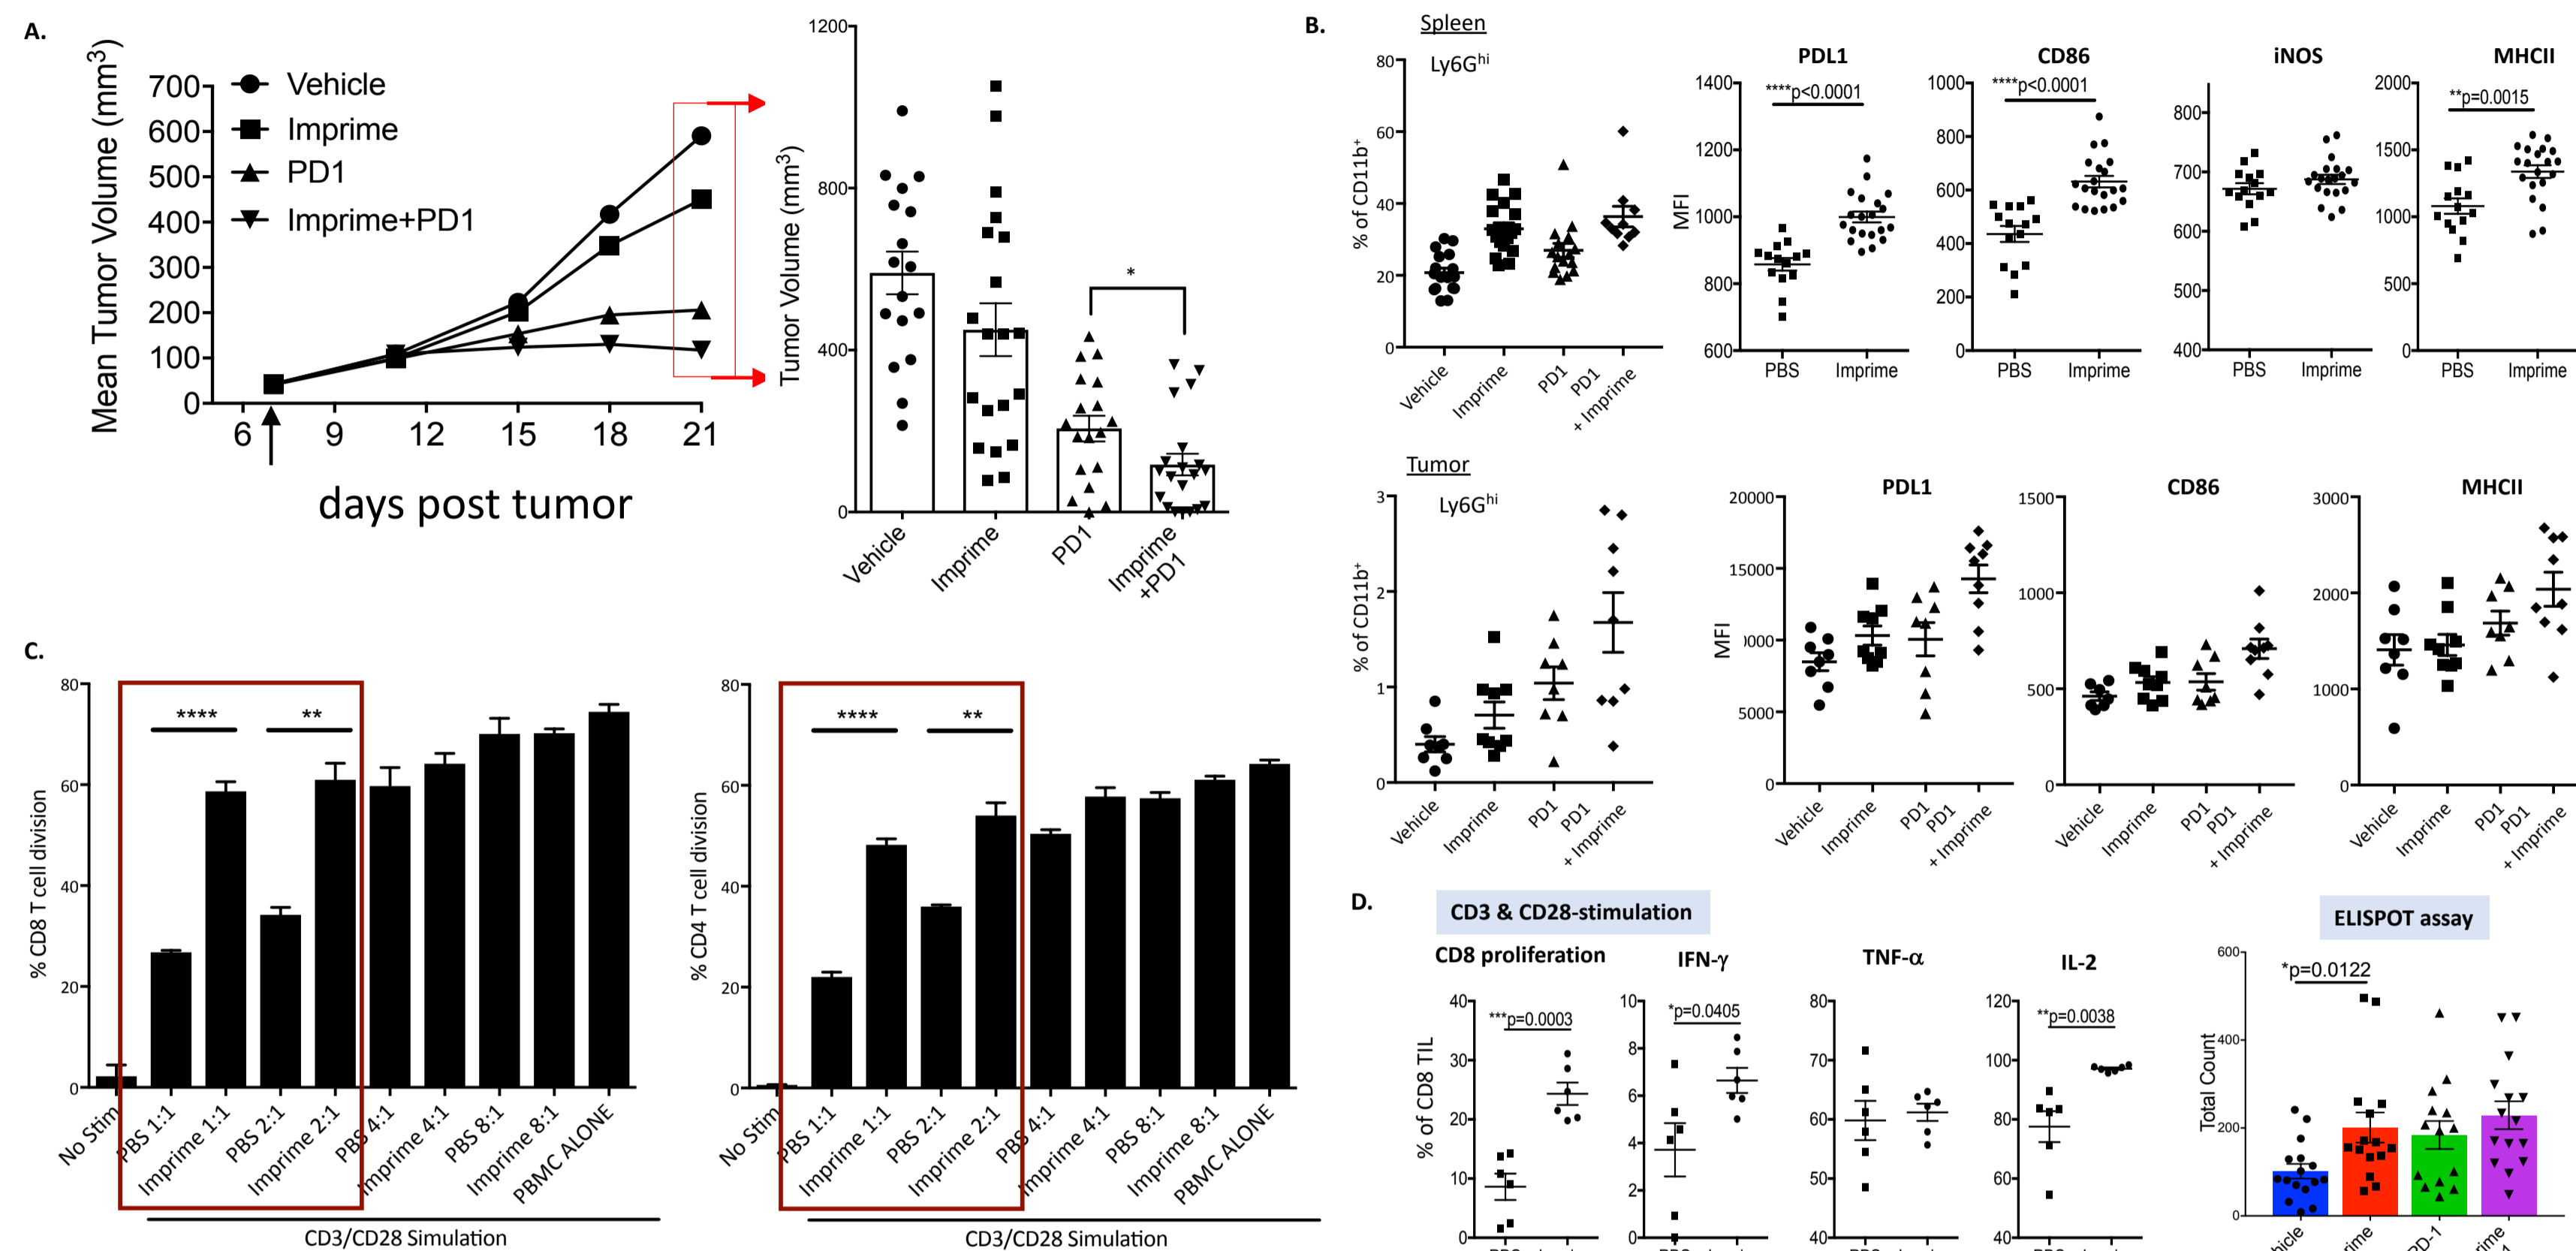 A.
Mean Tumor Volume (mm3)
700
600
500
400
300
200
100
0
Vehicle
Imprime
PD1
Imprime+PD1
6 9 12 15 18 21
days post tumor
Tumor Volume (mm3)
1200
800
400
0
*
Vehicle
Imprime
PD1
Imprime
+PD1
B.
Spleen
Ly6Ghi
% of CD11b+
80
60
40
20
0
Vehicle
Imprime
PD1
PD1
+ Imprime
PDL1
****p<0.0001
MFI
1400
1200
1000
800
600
PBS Imprime
CD86
****p<0.0001
1000
800
600
400
200
0
PBS Imprime
iNOS
800
700
600
500
400
PBS Imprime
MHCII
**p=0.0015
2000
1500
1000
500
0
PBS Imprime
Tumor
Ly6Ghi
% of CD11b+
3
2
1
0
Vehicle
Imprime
PD1
PD1
+ Imprime
PDL1
MFI
20000
15000
0000
5000
0
Vehicle
Imprime
PD1
PD1
+ Imprime
CD86
1500
1000
500
0
Vehicle
Imprime
PD1
PD1
+ Imprime
MHCII
3000
2000
1000
0
Vehicle
Imprime
PD1
PD1
+ Imprime
C.
% CD8 T cell division
80
60
40
20
0
**** **
No Stim
PBS 1:1
Imprime 1:1
PBS 2:1
Imprime 2:1
PBS 4:1
Imprime 4:1
PBS 8:1
Imprime 8:1
PBMC ALONE
CD3/CD28 Simulation
% CD4 T cell division
80
60
40
20
0
**** **
No Stim
PBS 1:1
Imprime 1:1
PBS 2:1
Imprime 2:1
PBS 4:1
Imprime 4:1
PBS 8:1
Imprime 8:1
PBMC ALONE
CD3/CD28 Simulation
D.
CD3 & CD28-stimulation
CD8 proliferation
***p=0.0003
% of CD8 TIL
40
30
20
10
0
IFN-γ
*p=0.0405
10
8
6
4
2
0
TNF-α
80
70
60
50
40
IL-2
**p=0.0038
120
100
80
60
40
ELISPOT assay
*p=0.0122
Total Count
600
400
200
0